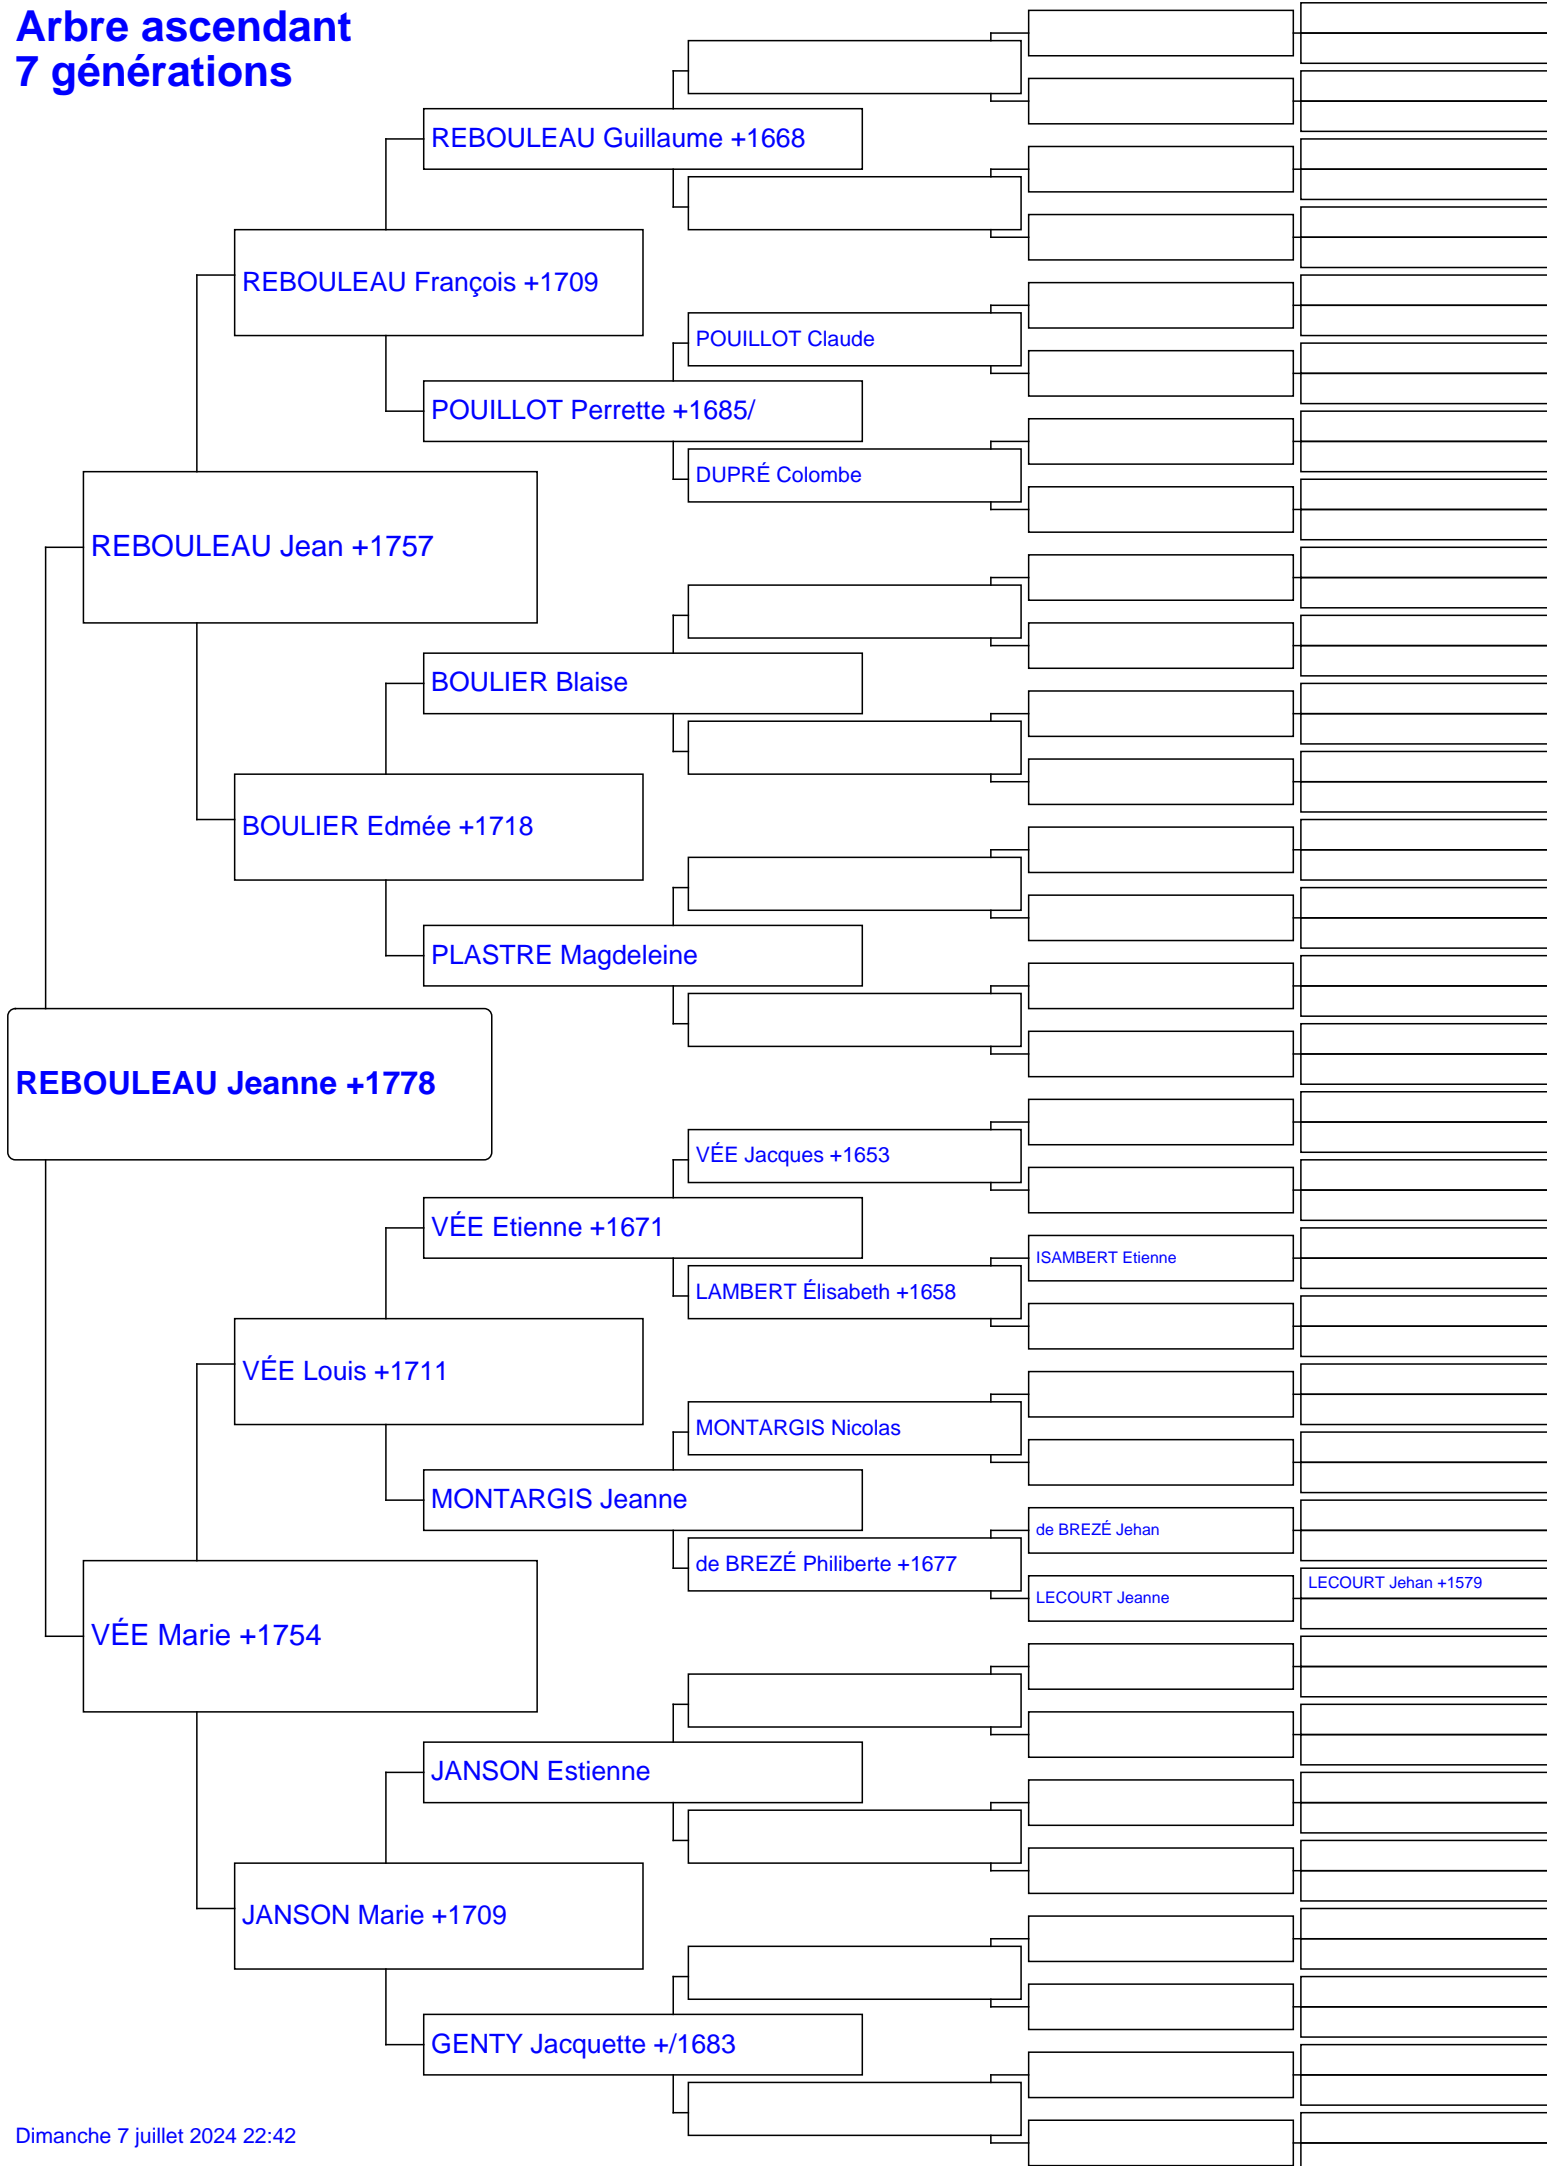 Arbre ascendant
7 générations
REBOULEAU Guillaume +1668
REBOULEAU François +1709
POUILLOT Claude
POUILLOT Perrette +1685/
DUPRÉ Colombe
REBOULEAU Jean +1757
BOULIER Blaise
BOULIER Edmée +1718
PLASTRE Magdeleine
REBOULEAU Jeanne +1778
VÉE Jacques +1653
VÉE Etienne +1671
ISAMBERT Etienne
LAMBERT Élisabeth +1658
VÉE Louis +1711
MONTARGIS Nicolas
MONTARGIS Jeanne
de BREZÉ Jehan
de BREZÉ Philiberte +1677
LECOURT Jehan +1579
LECOURT Jeanne
VÉE Marie +1754
JANSON Estienne
JANSON Marie +1709
GENTY Jacquette +/1683
Dimanche 7 juillet 2024 22:42